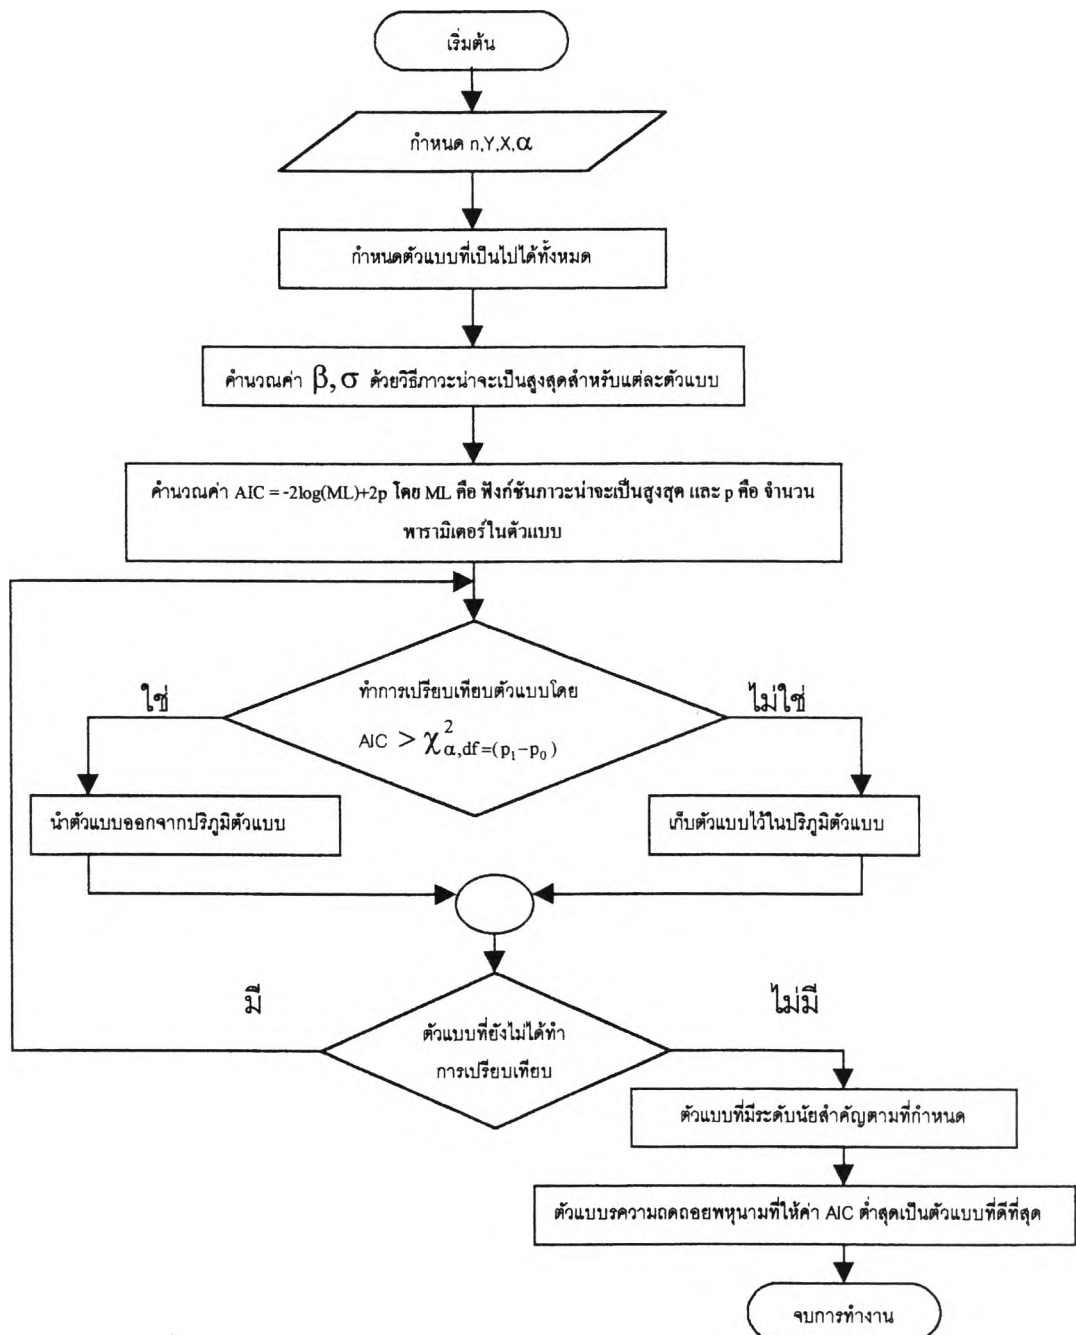 เริ่มต้น
กำหนด n,Y,X,α
กำหนดตัวแบบที่เป็นไปได้ทั้งหมด
คำนวณค่า β,σ ด้วยวิธีภาวะน่าจะเป็นสูงสุดสำหรับแต่ละตัวแบบ
คำนวณค่า AIC = -2log(ML)+2p โดย ML คือ ฟังก์ชันภาวะน่าจะเป็นสูงสุด และ p คือ จำนวน
พารามิเตอร์ในตัวแบบ
ใช่
ทำการเปรียบเทียบตัวแบบโดย
AIC > χ²α,df=(p₁−p₀)
ไม่ใช่
นำตัวแบบออกจากปริภูมิตัวแบบ
เก็บตัวแบบไว้ในปริภูมิตัวแบบ
มี
ไม่มี
ตัวแบบที่ยังไม่ได้ทำ
การเปรียบเทียบ
ตัวแบบที่มีระดับนัยสำคัญตามที่กำหนด
ตัวแบบรความถดถอยพหุนามที่ให้ค่า AIC ต่ำสุดเป็นตัวแบบที่ดีที่สุด
จบการทำงาน